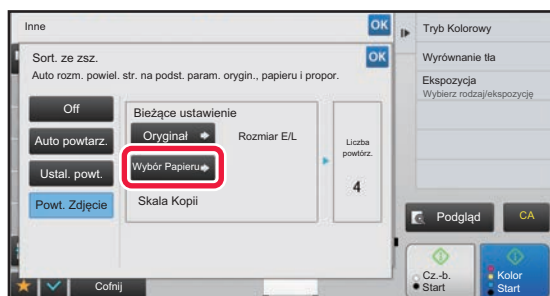 Inne
OK
Sort. ze zsz.
OK
Auto rozm. powiel. str. na podst. param. orygin., papieru i propor.
Off
Auto powtarz.
Ustal. powt.
Powt. Zdjęcie
Bieżące ustawienie
Oryginał
Rozmiar E/L
Wybór Papieru
Skala Kopii
Liczba
powtórz.
4
Cofnij
Tryb Kolorowy
Wyrównanie tła
Ekspozycja
Wybierz rodzaj/ekspozycję
Podgląd
CA
Cz.-b.
Start
Kolor
Start